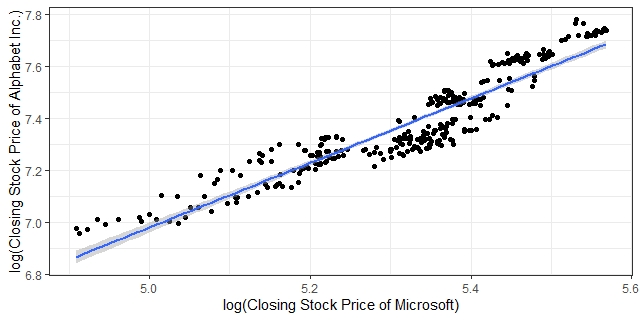 log(Closing Stock Price of Alphabet Inc.)
7.8
7.6
7.4
7.2
7.0
6.8
5.0 5.2 5.4 5.6
log(Closing Stock Price of Microsoft)